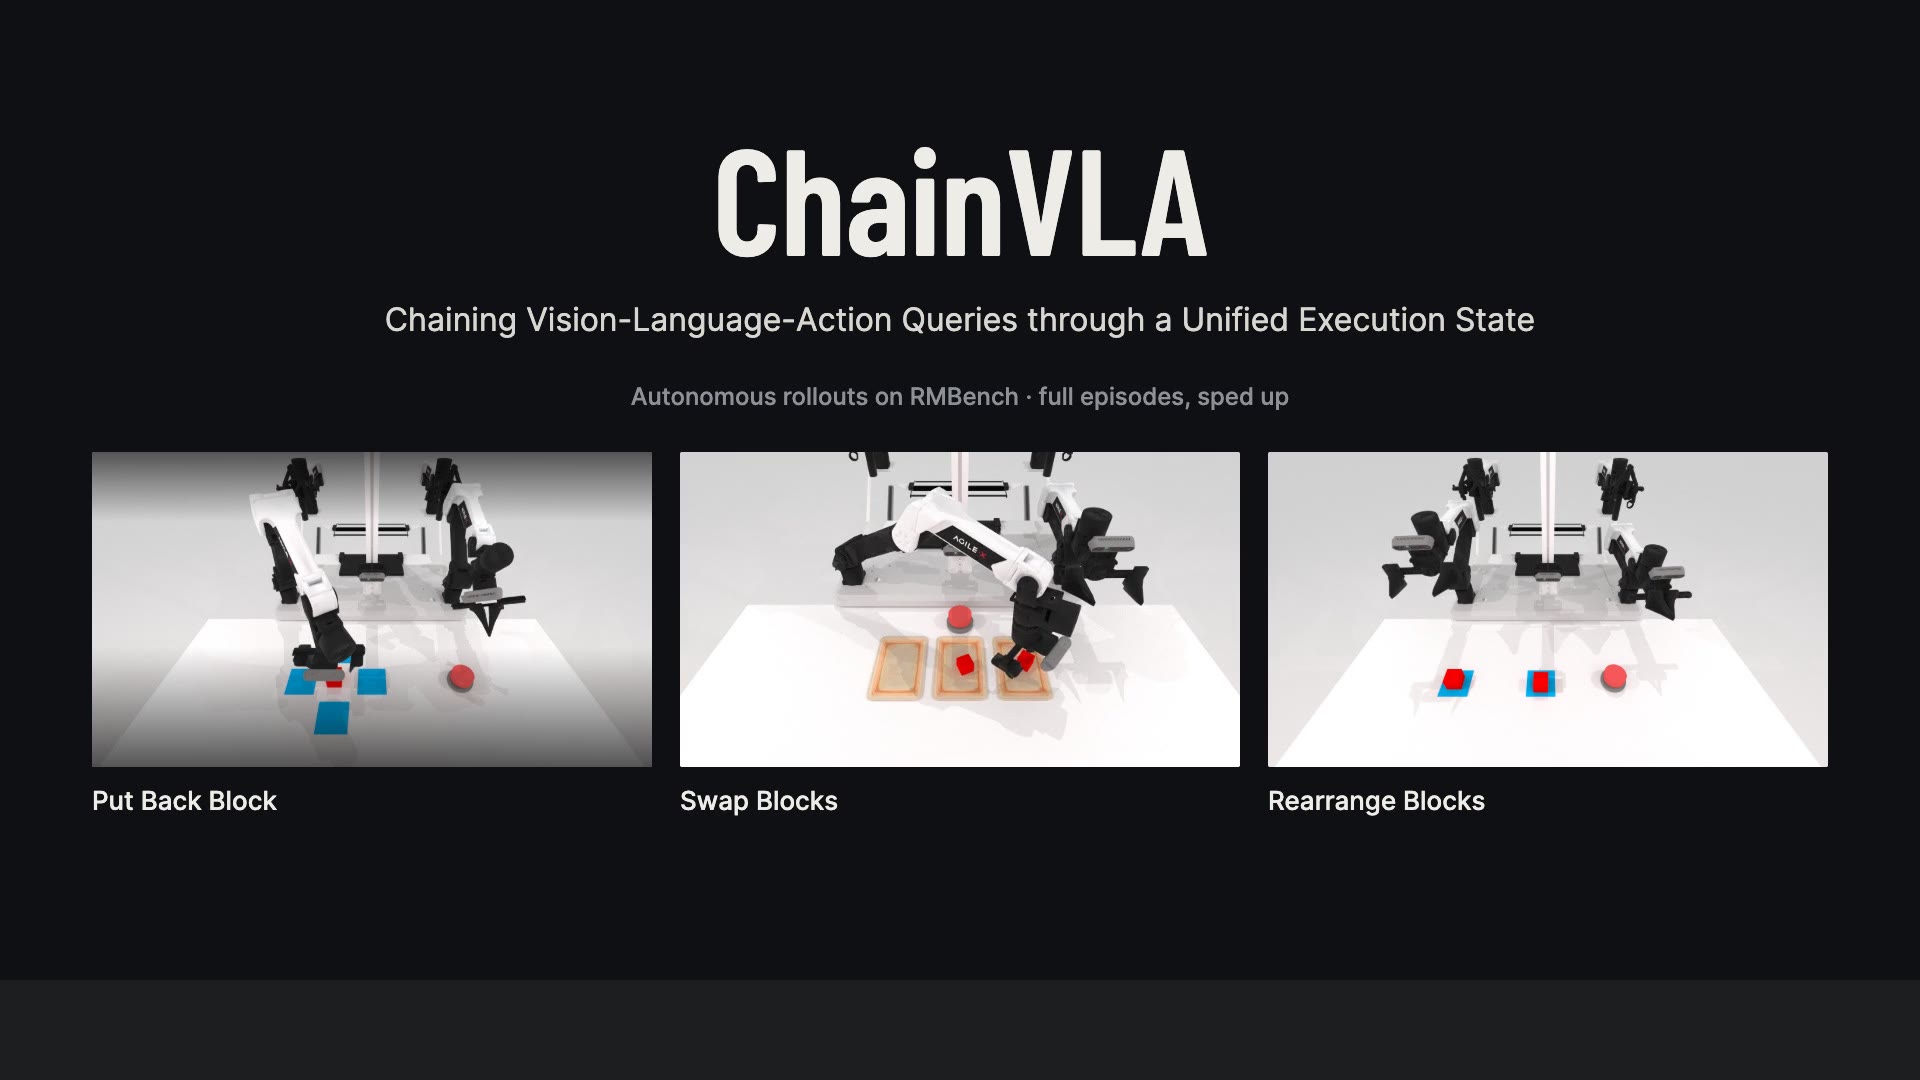 ChainVLA
Chaining Vision-Language-Action Queries through a Unified Execution State
Autonomous rollouts on RMBench · full episodes, sped up
AGILE X
Put Back Block
Swap Blocks
Rearrange Blocks